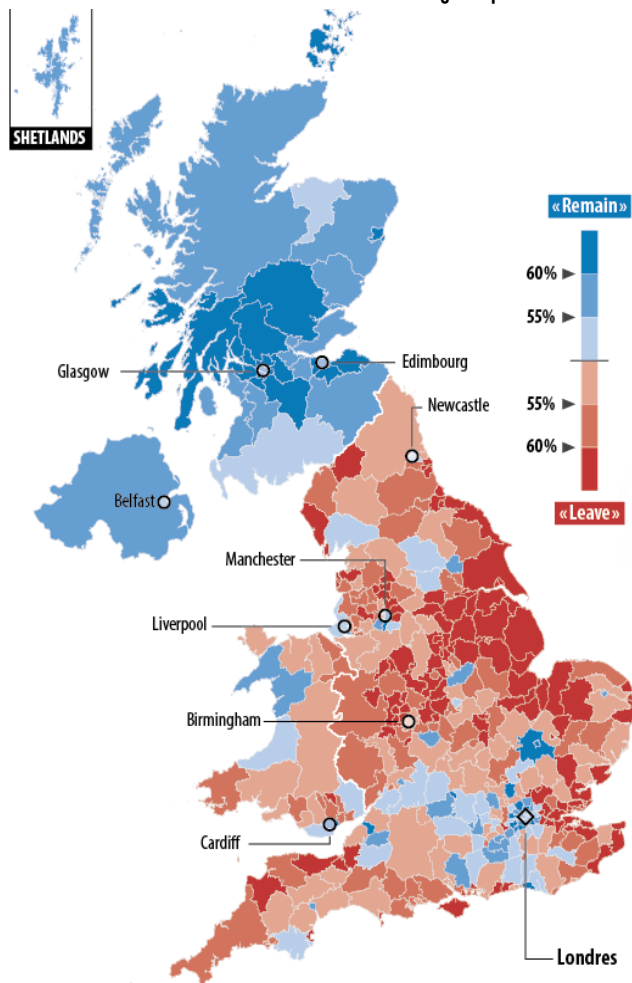 SHETLANDS
« Remain »
60%
55%
55%
60%
« Leave »
Glasgow
Edimbourg
Newcastle
Belfast
Manchester
Liverpool
Birmingham
Cardiff
Londres